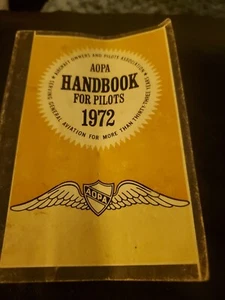 AIRCRAFT OWNERS AND PILOTS ASSOCIATION
SERVING GENERAL AVIATION FOR MORE THAN THIRTY-THREE YEARS
AOPA
HANDBOOK
FOR PILOTS
1972
AOPA